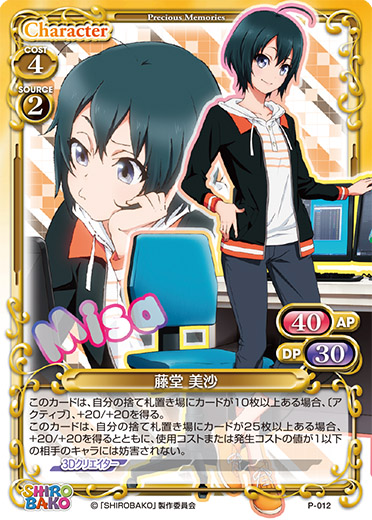 Precious Memories
Character
COST
4
SOURCE
2
Misa
40 AP
DP 30
藤堂 美沙
このカードは、自分の捨て札置き場にカードが10枚以上ある場合、〔ア
クティブ〕、+20/+20を得る。
このカードは、自分の捨て札置き場にカードが25枚以上ある場合、
+20/+20を得るとともに、使用コストまたは発生コストの値が1以下
の相手のキャラには妨害されない。
3Dクリエイター
SHIRO
BAKO
©「SHIROBAKO」製作委員会
P-012